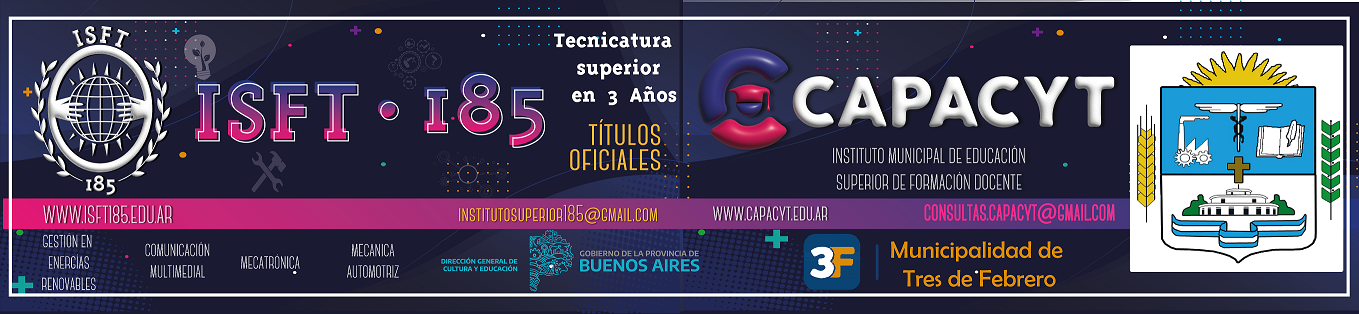 ISFT
185
ISFT · 185
Tecnicatura
superior
en 3 Años
TÍTULOS
OFICIALES
CAPACYT
INSTITUTO MUNICIPAL DE EDUCACIÓN
SUPERIOR DE FORMACIÓN DOCENTE
WWW.ISFT185.EDU.AR
INSTITUTOSUPERIOR185@GMAIL.COM
WWW.CAPACYT.EDU.AR
CONSULTAS.CAPACYT@GMAIL.COM
GESTIÓN EN
ENERGÍAS
RENOVABLES
COMUNICACIÓN
MULTIMEDIAL
MECATRÓNICA
MECANICA
AUTOMOTRIZ
DIRECCIÓN GENERAL DE
CULTURA Y EDUCACIÓN
GOBIERNO DE LA PROVINCIA DE
BUENOS AIRES
3F
Municipalidad de
Tres de Febrero